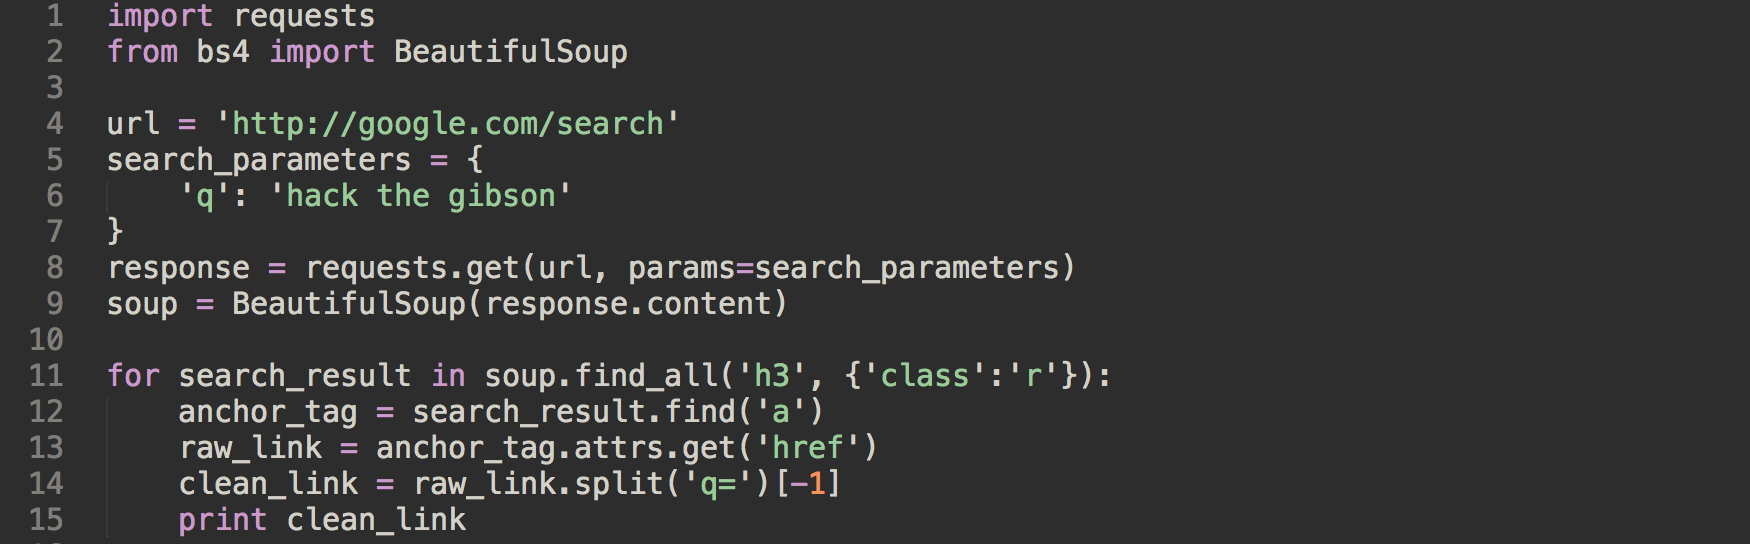 1 import requests
2 from bs4 import BeautifulSoup
3
4 url = 'http://google.com/search'
5 search_parameters = {
6     'q': 'hack the gibson'
7 }
8 response = requests.get(url, params=search_parameters)
9 soup = BeautifulSoup(response.content)
10
11 for search_result in soup.find_all('h3', {'class':'r'}):
12     anchor_tag = search_result.find('a')
13     raw_link = anchor_tag.attrs.get('href')
14     clean_link = raw_link.split('q=')[-1]
15     print clean_link